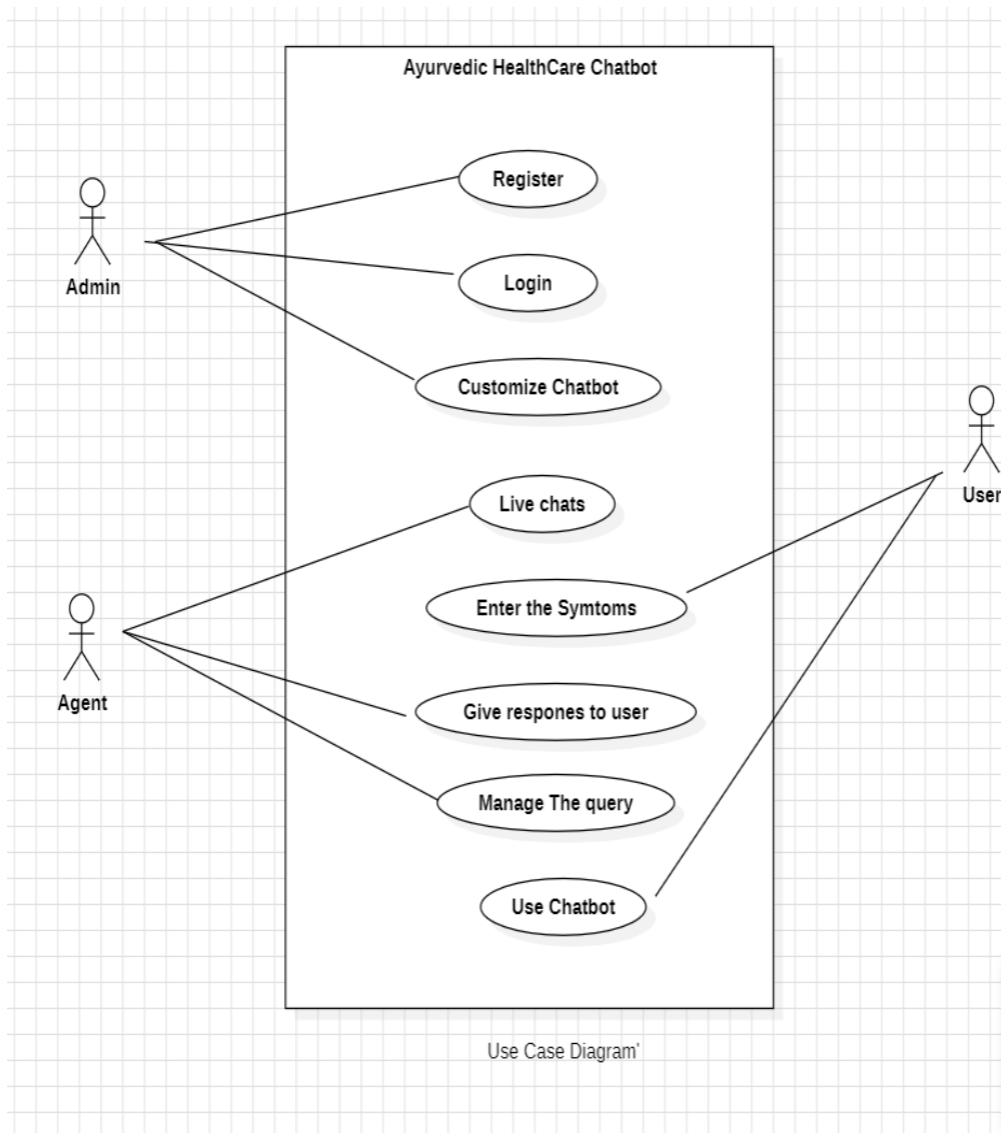 Ayurvedic HealthCare Chatbot
Register
Admin
Login
Customize Chatbot
Live chats
User
Enter the Symtoms
Agent
Give respones to user
Manage The query
Use Chatbot
Use Case Diagram'